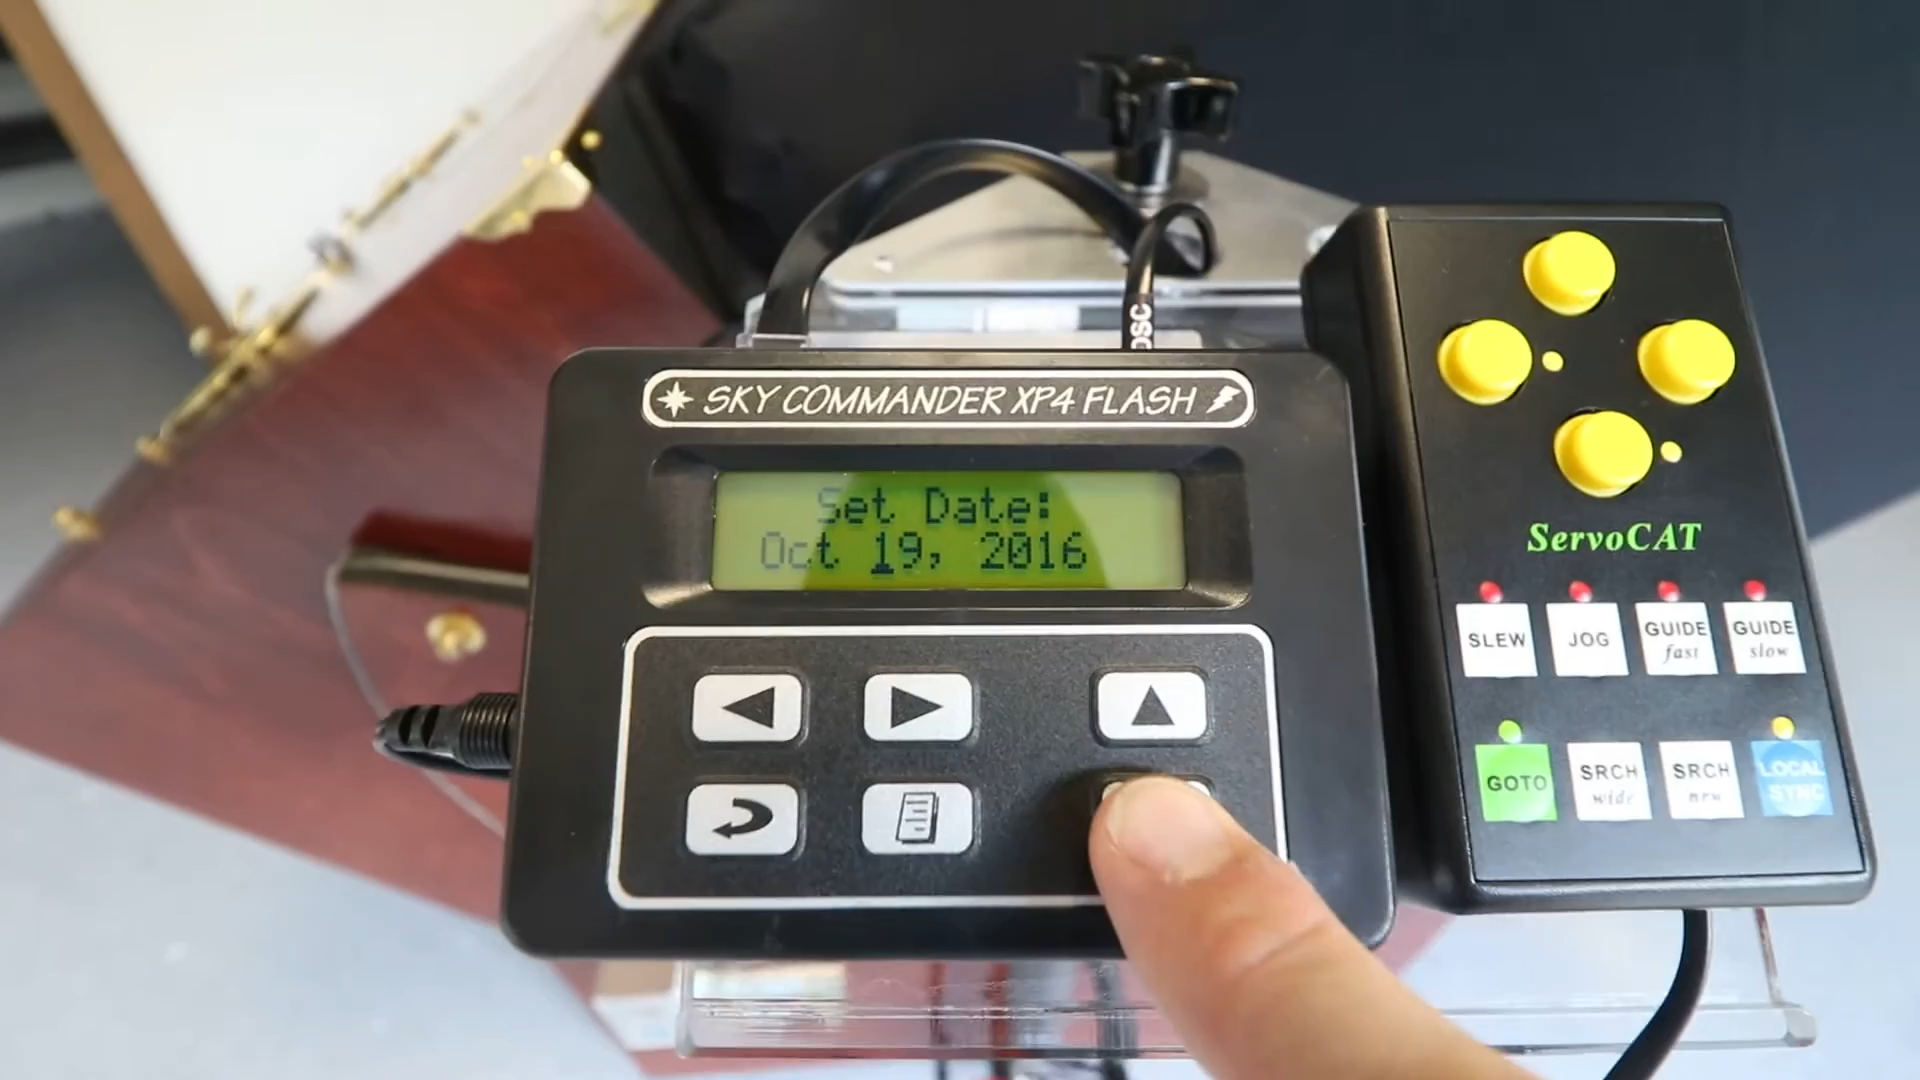 DSC
SKY COMMANDER XP4 FLASH
Set Date:
Oct 19, 2016
ServoCAT
SLEW
JOG
GUIDE
fast
GUIDE
slow
GOTO
SRCH
wide
SRCH
nrw
LOCAL
SYNC